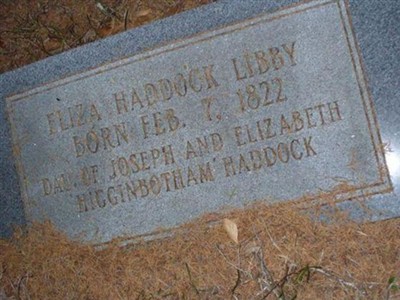 ELIZA HADDOCK LIBBY
BORN FEB. 7, 1822
DAU. OF JOSEPH AND ELIZABETH
HIGGINBOTHAM HADDOCK